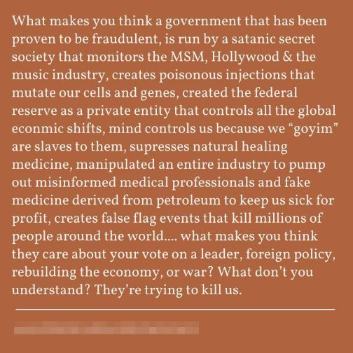 What makes you think a government that has been
proven to be fraudulent, is run by a satanic secret
society that monitors the MSM, Hollywood & the
music industry, creates poisonous injections that
mutate our cells and genes, created the federal
reserve as a private entity that controls all the global
econmic shifts, mind controls us because we “goyim”
are slaves to them, supresses natural healing
medicine, manipulated an entire industry to pump
out misinformed medical professionals and fake
medicine derived from petroleum to keep us sick for
profit, creates false flag events that kill millions of
people around the world.... what makes you think
they care about your vote on a leader, foreign policy,
rebuilding the economy, or war? What don’t you
understand? They’re trying to kill us.